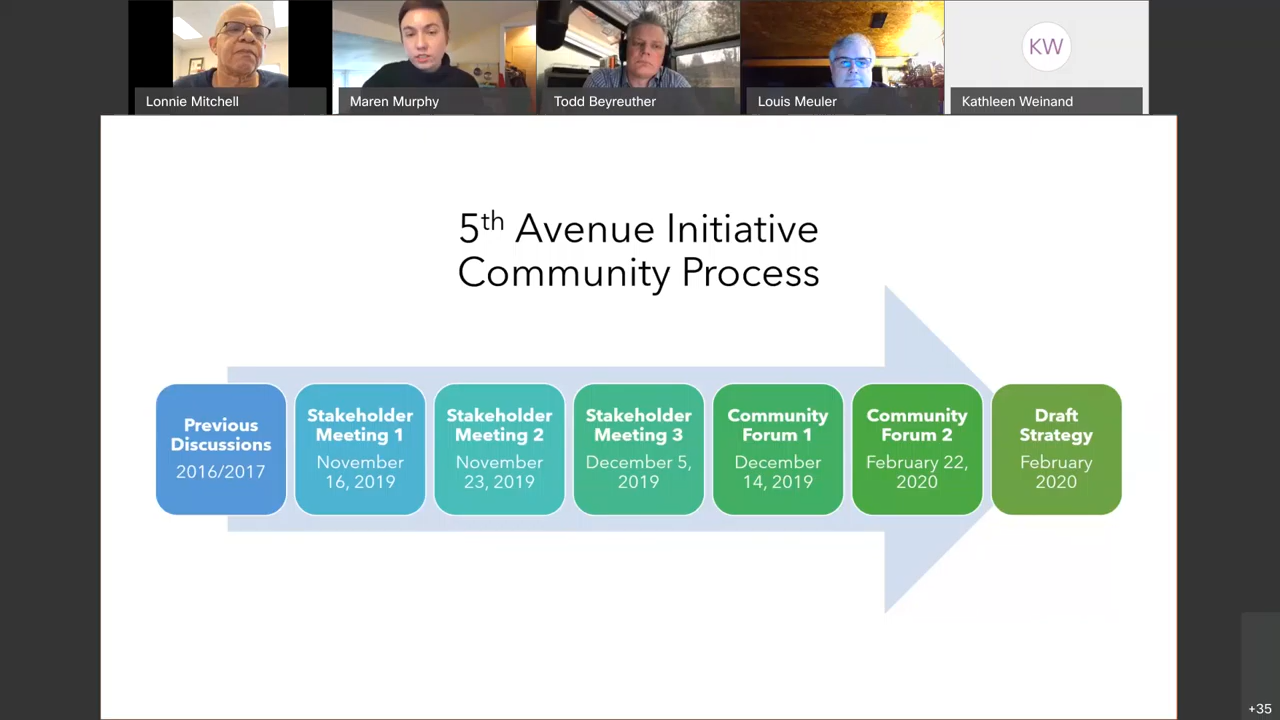 Lonnie Mitchell
Maren Murphy
Todd Beyreuther
Louis Meuler
KW
Kathleen Weinand
5th Avenue Initiative
Community Process
Previous
Discussions
2016/2017
Stakeholder
Meeting 1
November
16, 2019
Stakeholder
Meeting 2
November
23, 2019
Stakeholder
Meeting 3
December 5,
2019
Community
Forum 1
December
14, 2019
Community
Forum 2
February 22,
2020
Draft
Strategy
February
2020
+35